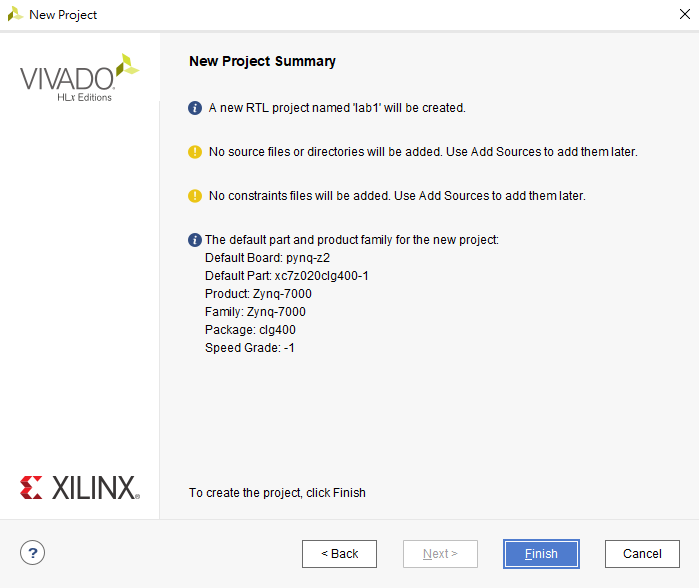 New Project
VIVADO.
HLx Editions
New Project Summary
A new RTL project named 'lab1' will be created.
No source files or directories will be added. Use Add Sources to add them later.
No constraints files will be added. Use Add Sources to add them later.
The default part and product family for the new project:
Default Board: pynq-z2
Default Part: xc7z020clg400-1
Product: Zynq-7000
Family: Zynq-7000
Package: clg400
Speed Grade: -1
XILINX®
To create the project, click Finish
?
< Back
Next >
Finish
Cancel